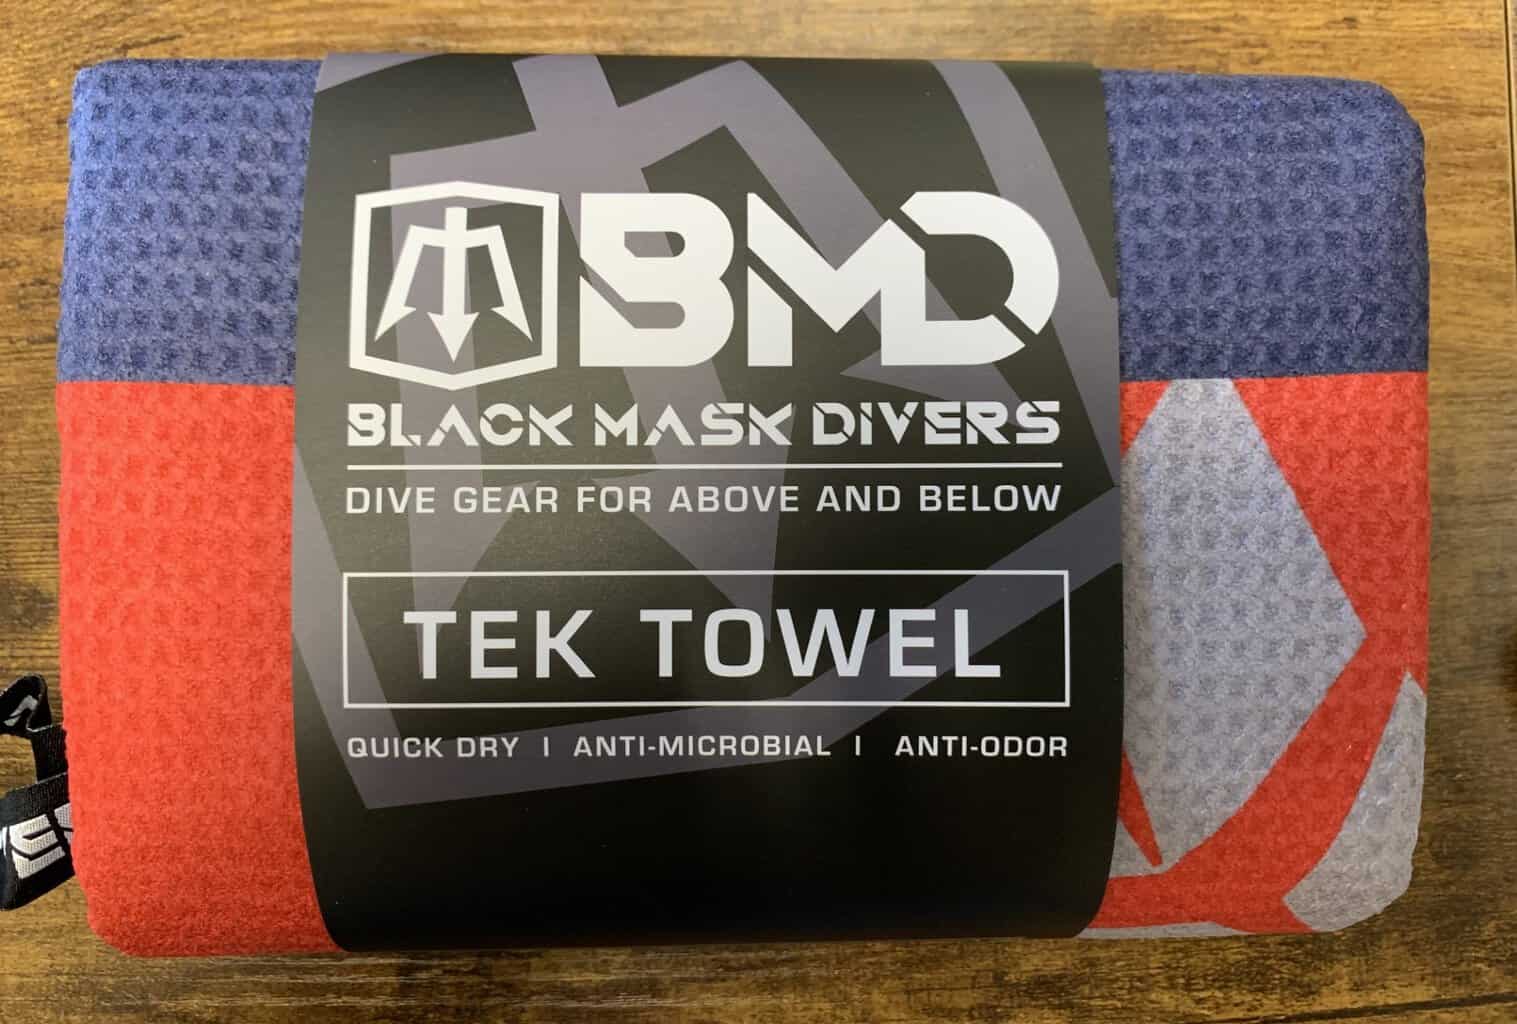 BMD
BLACK MASK DIVERS
DIVE GEAR FOR ABOVE AND BELOW
TEK TOWEL
QUICK DRY | ANTI-MICROBIAL | ANTI-ODOR